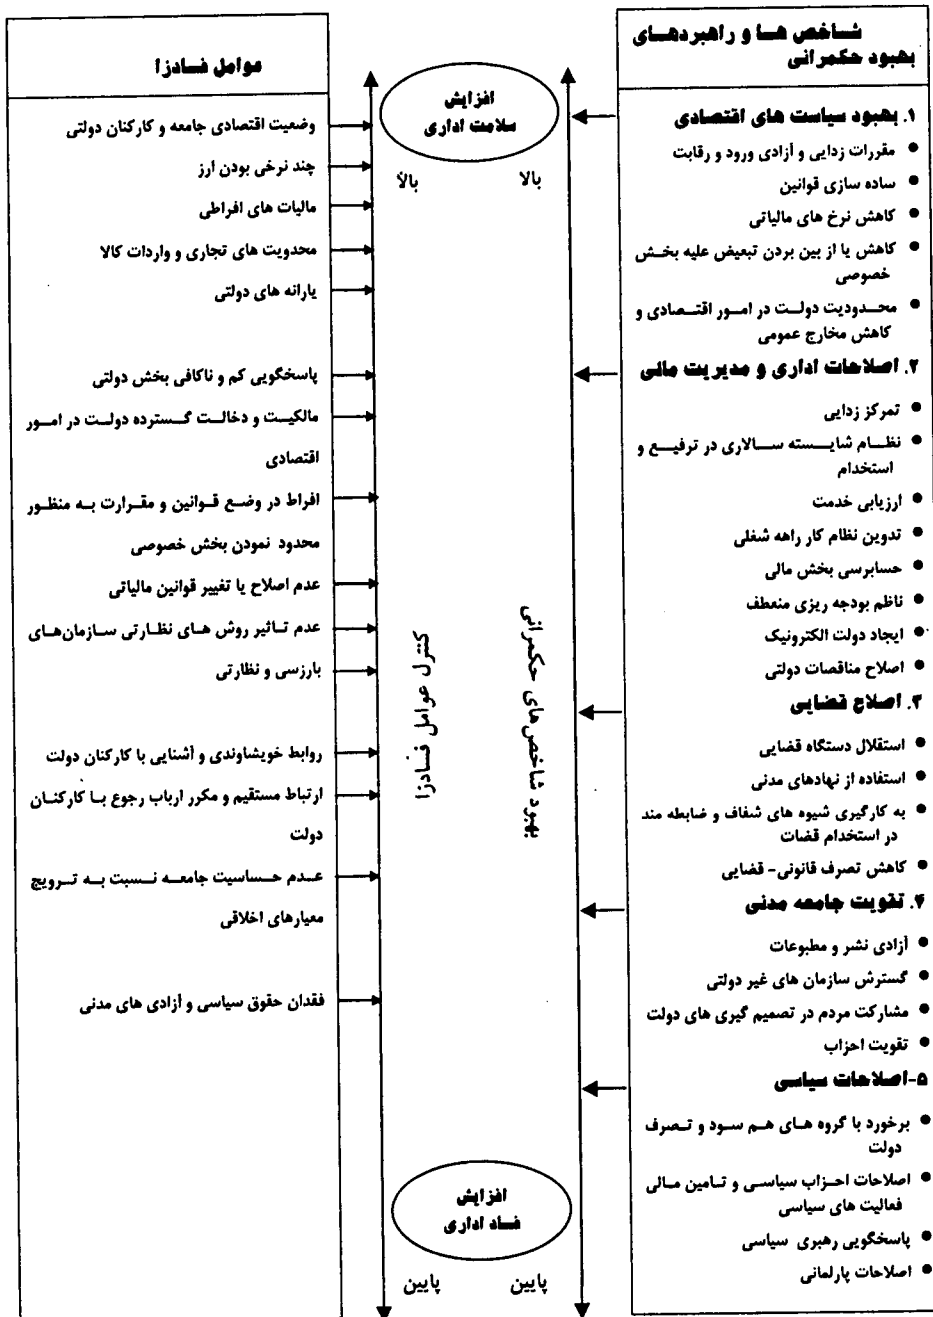 شاخص ها و راهبردهای
بهبود حکمرانی
۱. بهبود سیاست های اقتصادی
● مقررات زدایی و آزادی ورود و رقابت
● ساده سازی قوانین
● کاهش نرخ های مالیاتی
● کاهش یا از بین بردن تبعیض علیه بخش
خصوصی
● محدودیت دولت در امور اقتصادی و
کاهش مخارج عمومی
۲. اصلاحات اداری و مدیریت مالی
● تمرکز زدایی
● نظام شایسته سالاری در ترفیع و
استخدام
● ارزیابی خدمت
● تدوین نظام کار راهه شغلی
● حسابرسی بخش مالی
● ناظم بودجه ریزی منعطف
● ایجاد دولت الکترونیک
● اصلاح مناقصات دولتی
۳. اصلاح قضایی
● استقلال دستگاه قضایی
● استفاده از نهادهای مدنی
● به کارگیری شیوه های شفاف و ضابطه مند
در استخدام قضات
● کاهش تصرف قانونی- قضایی
۴. تقویت جامعه مدنی
● آزادی نشر و مطبوعات
● گسترش سازمان های غیر دولتی
● مشارکت مردم در تصمیم گیری های دولت
● تقویت احزاب
۵-اصلاحات سیاسی
● برخورد با گروه های هم سود و تصرف
دولت
● اصلاحات احزاب سیاسی و تامین مالی
فعالیت های سیاسی
● پاسخگویی رهبری سیاسی
● اصلاحات پارلمانی
افزایش
سلامت اداری
بالا
بالا
بهبود شاخص‌های حکمرانی
کنترل عوامل فسادزا
افزایش
فساد اداری
پایین
پایین
عوامل فسادزا
وضعیت اقتصادی جامعه و کارکنان دولتی
چند نرخی بودن ارز
مالیات های افراطی
محدویت های تجاری و واردات کالا
یارانه های دولتی
پاسخگویی کم و ناکافی بخش دولتی
مالکیت و دخالت گسترده دولت در امور
اقتصادی
افراط در وضع قوانین و مقرارت به منظور
محدود نمودن بخش خصوصی
عدم اصلاح یا تغییر قوانین مالیاتی
عدم تاثیر روش های نظارتی سازمان‌های
بارزسی و نظارتی
روابط خویشاوندی و آشنایی با کارکنان دولت
ارتباط مستقیم و مکرر ارباب رجوع با کارکنان
دولت
عدم حساسیت جامعه نسبت به ترویج
معیارهای اخلاقی
فقدان حقوق سیاسی و آزادی های مدنی